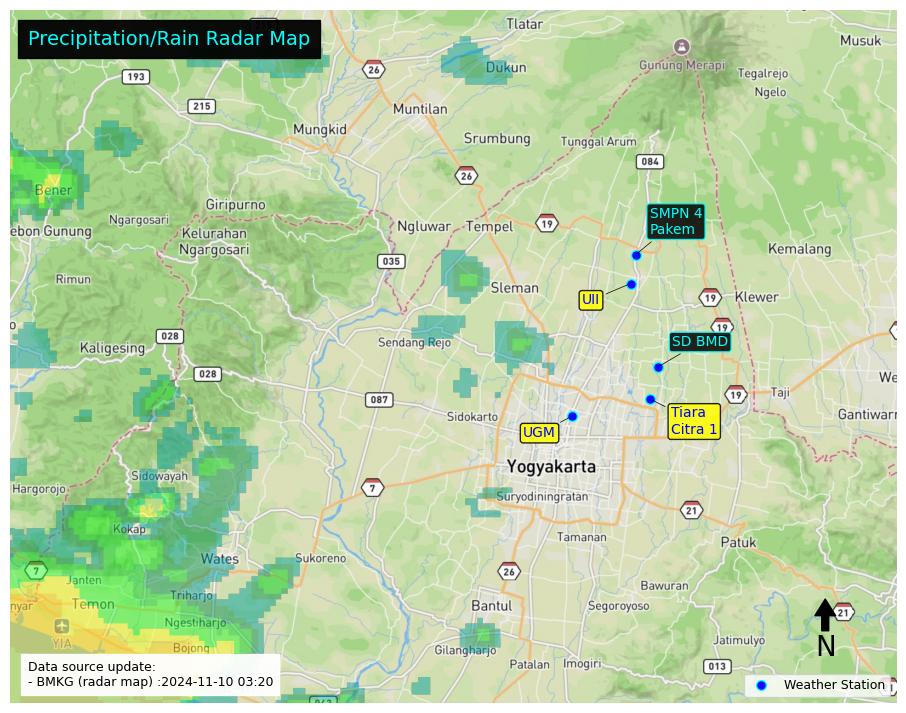 Precipitation/Rain Radar Map
Tlatar
Musuk
26
Dukun
Gunung Merapi
Tegalrejo
193
Ngelo
215
Muntilan
Mungkid
Srumbung
Tunggal Arum
084
26
Bener
Giripurno
SMPN 4
Pakem
Ngargosari
Ngluwar
Tempel
19
ebon Gunung
Kelurahan
Ngargosari
Kemalang
035
Rimun
Sleman
UII
19
Klewer
19
028
Sendang Rejo
SD BMD
Kaligesing
028
We
087
19
Taji
Sidokarto
Tiara
Citra 1
Gantiwarn
UGM
Yogyakarta
Sidowayah
Hargorojo
7
Suryodiningratan
21
Kokap
Tamanan
Patuk
Wates
Sukoreno
7
26
Janten
Bawuran
Triharjo
nyar
Temon
Bantul
Segoroyoso
21
Ngestiharjo
YIA
Jatimulyo
N
Bojong
Gilangharjo
Patalan
Imogiri
013
Data source update:
- BMKG (radar map) :2024-11-10 03:20
Weather Station